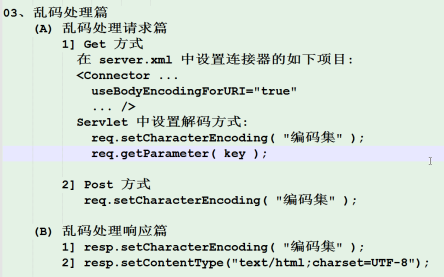 03、乱码处理篇
(A) 乱码处理请求篇
1] Get 方式
在 server.xml 中设置连接器的如下项目:
<Connector ...
useBodyEncodingForURI="true"
... />
Servlet 中设置解码方式:
req.setCharacterEncoding( "编码集" );
req.getParameter( key );
2] Post 方式
req.setCharacterEncoding( "编码集" );
(B) 乱码处理响应篇
1] resp.setCharacterEncoding( "编码集" );
2] resp.setContentType("text/html;charset=UTF-8");